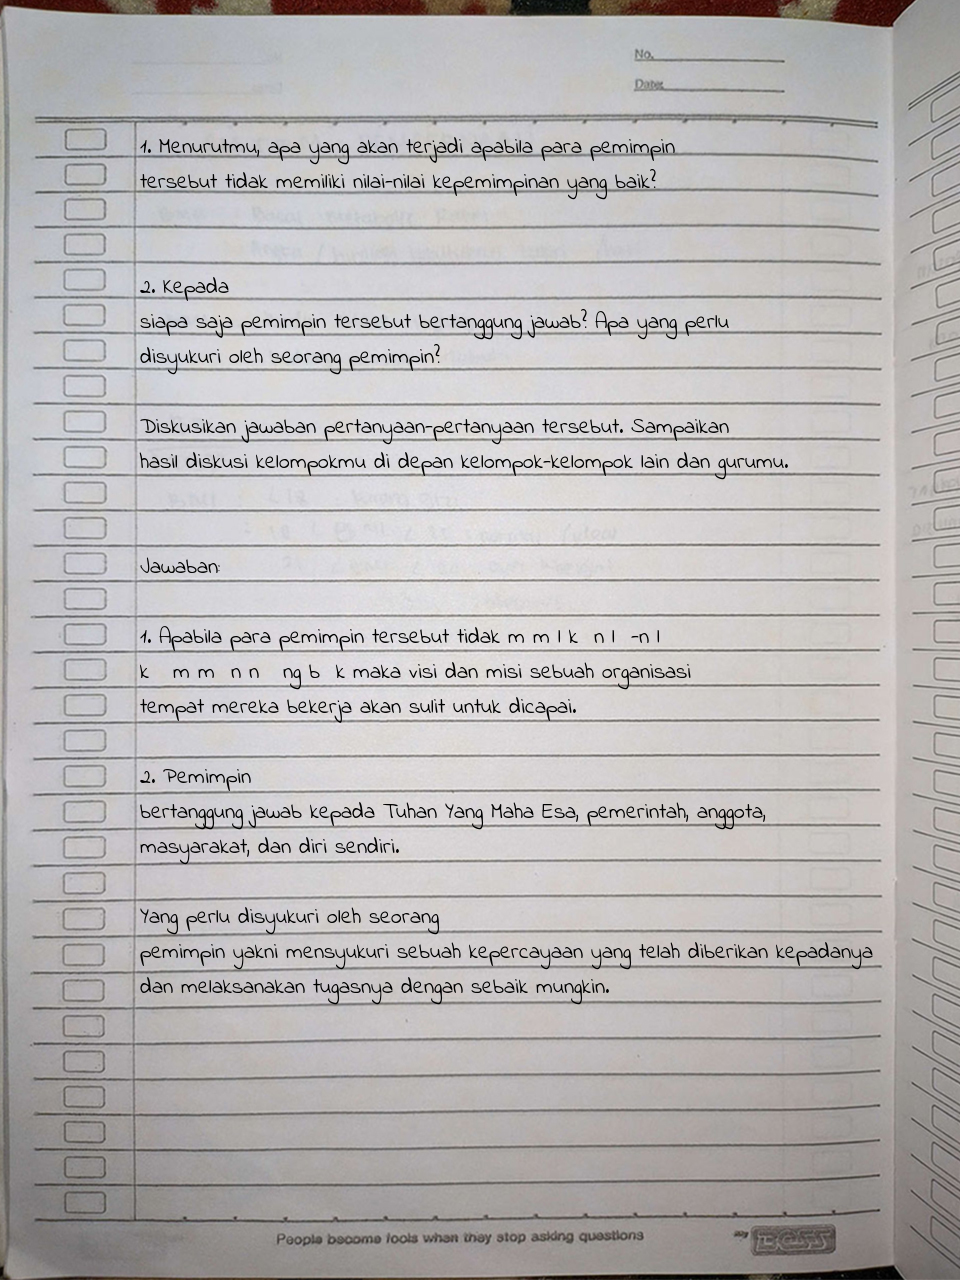 No.
Date:
1. Menurutmu, apa yang akan terjadi apabila para pemimpin
tersebut tidak memiliki nilai-nilai kepemimpinan yang baik?
2. Kepada
siapa saja pemimpin tersebut bertanggung jawab? Apa yang perlu
disyukuri oleh seorang pemimpin?
Diskusikan jawaban pertanyaan-pertanyaan tersebut. Sampaikan
hasil diskusi kelompokmu di depan kelompok-kelompok lain dan gurumu.
Jawaban:
1. Apabila para pemimpin tersebut tidak m m l k n l -n l
k m m n n ng b k maka visi dan misi sebuah organisasi
tempat mereka bekerja akan sulit untuk dicapai.
2. Pemimpin
bertanggung jawab kepada Tuhan Yang Maha Esa, pemerintah, anggota,
masyarakat, dan diri sendiri.
Yang perlu disyukuri oleh seorang
pemimpin yakni mensyukuri sebuah kepercayaan yang telah diberikan kepadanya
dan melaksanakan tugasnya dengan sebaik mungkin.
People become fools when they stop asking questions
my BOSS